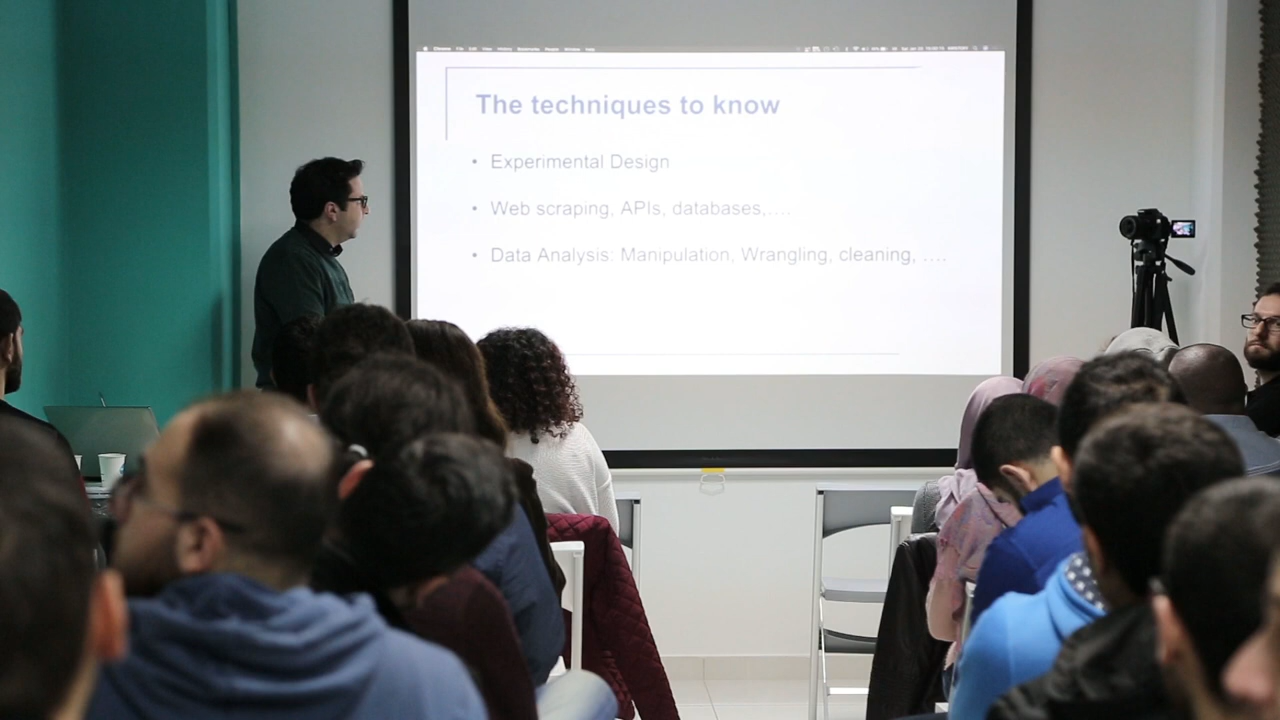 The techniques to know
• Experimental Design
• Web scraping, APIs, databases,....
• Data Analysis: Manipulation, Wrangling, cleaning, ....